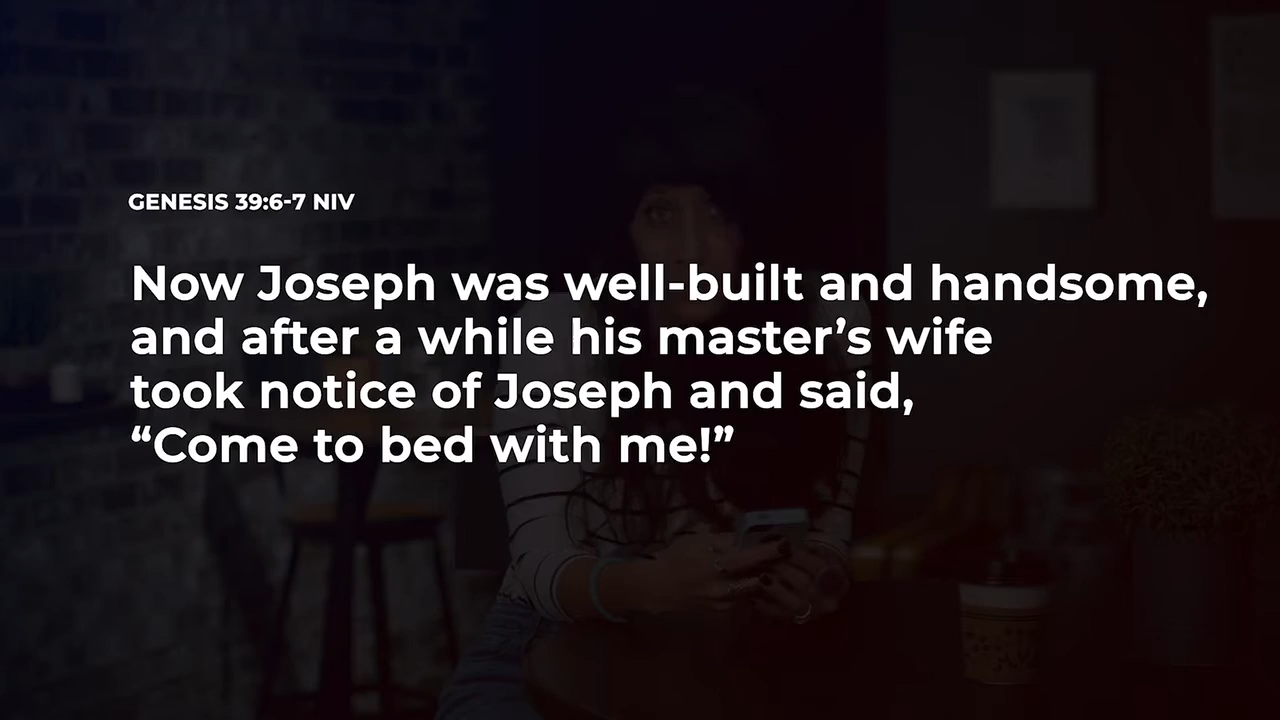 GENESIS 39:6-7 NIV
Now Joseph was well-built and handsome,
and after a while his master’s wife
took notice of Joseph and said,
“Come to bed with me!”